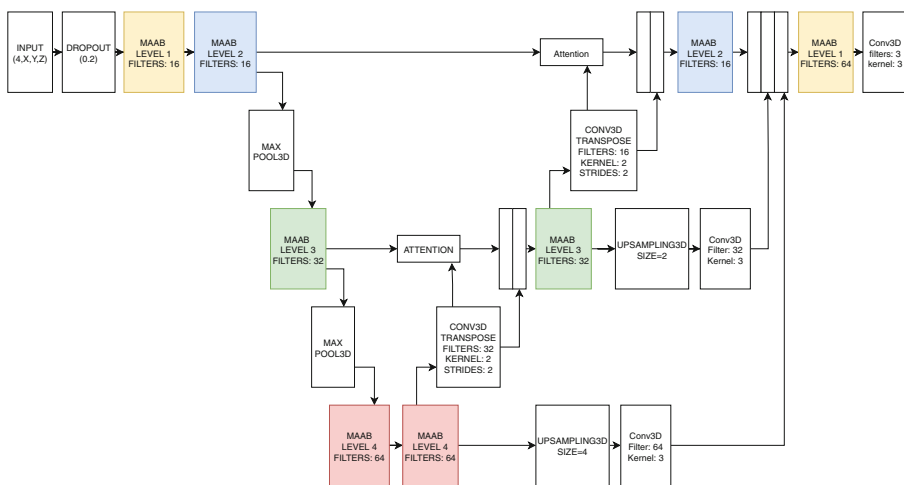 INPUT
(4,X,Y,Z)
DROPOUT
(0.2)
MAAB
LEVEL 1
FILTERS: 16
MAAB
LEVEL 2
FILTERS: 16
Attention
MAAB
LEVEL 2
FILTERS: 16
MAAB
LEVEL 1
FILTERS: 64
Conv3D
filters: 3
kernel: 3
MAX
POOL3D
CONV3D
TRANSPOSE
FILTERS: 16
KERNEL: 2
STRIDES: 2
MAAB
LEVEL 3
FILTERS: 32
ATTENTION
MAAB
LEVEL 3
FILTERS: 32
UPSAMPLING3D
SIZE=2
Conv3D
Filter: 32
Kernel: 3
MAX
POOL3D
CONV3D
TRANSPOSE
FILTERS: 32
KERNEL: 2
STRIDES: 2
MAAB
LEVEL 4
FILTERS: 64
MAAB
LEVEL 4
FILTERS: 64
UPSAMPLING3D
SIZE=4
Conv3D
Filter: 64
Kernel: 3